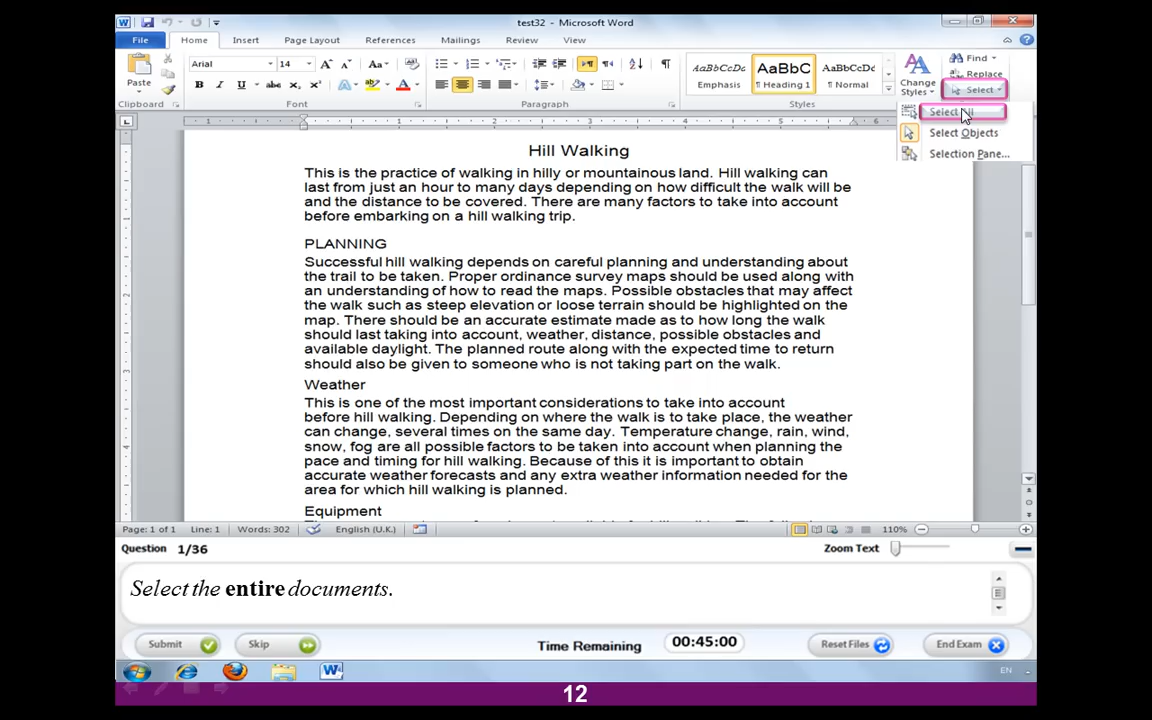 test32 - Microsoft Word
File Home Insert Page Layout References Mailings Review View
Arial 14 Aa Find
AaBbCcDc AaBbC AaBbCcDc Change Styles Replace
Paste B I U abc A Emphasis ¶ Heading 1 ¶ Normal Select
Clipboard Font Paragraph Styles
Select All
Select Objects
Selection Pane...
Hill Walking
This is the practice of walking in hilly or mountainous land. Hill walking can
last from just an hour to many days depending on how difficult the walk will be
and the distance to be covered. There are many factors to take into account
before embarking on a hill walking trip.
PLANNING
Successful hill walking depends on careful planning and understanding about
the trail to be taken. Proper ordinance survey maps should be used along with
an understanding of how to read the maps. Possible obstacles that may affect
the walk such as steep elevation or loose terrain should be highlighted on the
map. There should be an accurate estimate made as to how long the walk
should last taking into account, weather, distance, possible obstacles and
available daylight. The planned route along with the expected time to return
should also be given to someone who is not taking part on the walk.
Weather
This is one of the most important considerations to take into account
before hill walking. Depending on where the walk is to take place, the weather
can change, several times on the same day. Temperature change, rain, wind,
snow, fog are all possible factors to be taken into account when planning the
pace and timing for hill walking. Because of this it is important to obtain
accurate weather forecasts and any extra weather information needed for the
area for which hill walking is planned.
Equipment
Page: 1 of 1 Line: 1 Words: 302 English (U.K.) 110%
Question 1/36 Zoom Text
Select the entire documents.
Submit Skip Time Remaining 00:45:00 Reset Files End Exam
EN
12